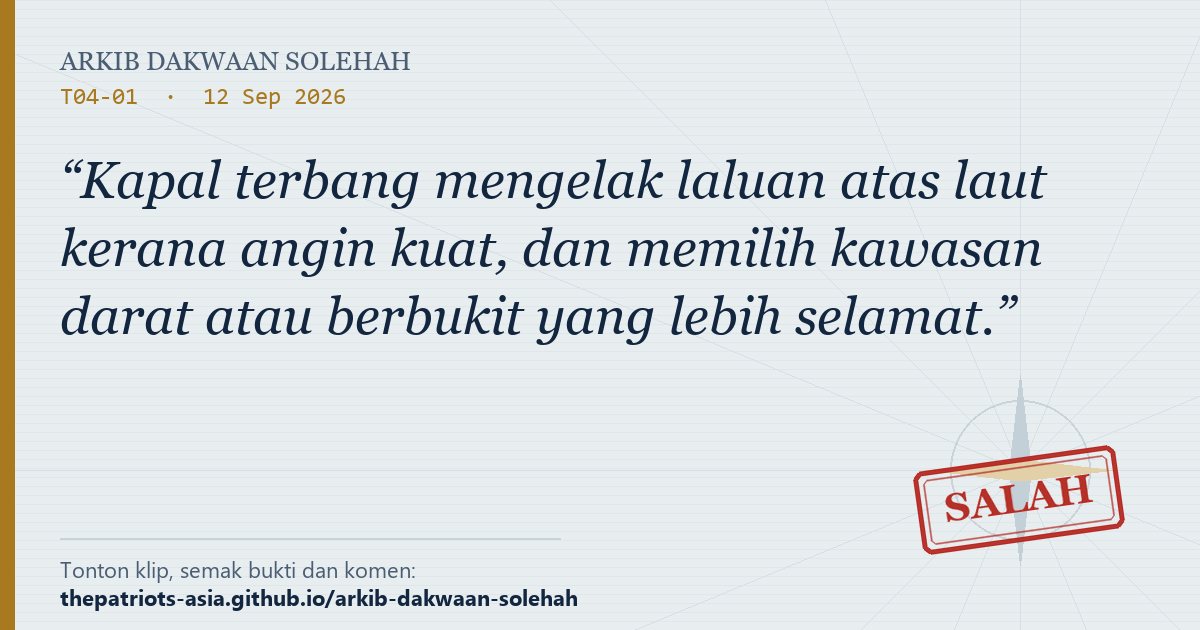 ARKIB DAKWAAN SOLEHAH
T04-01 · 12 Sep 2026
“Kapal terbang mengelak laluan atas laut
kerana angin kuat, dan memilih kawasan
darat atau berbukit yang lebih selamat.”
SALAH
Tonton klip, semak bukti dan komen:
thepatriots-asia.github.io/arkib-dakwaan-solehah